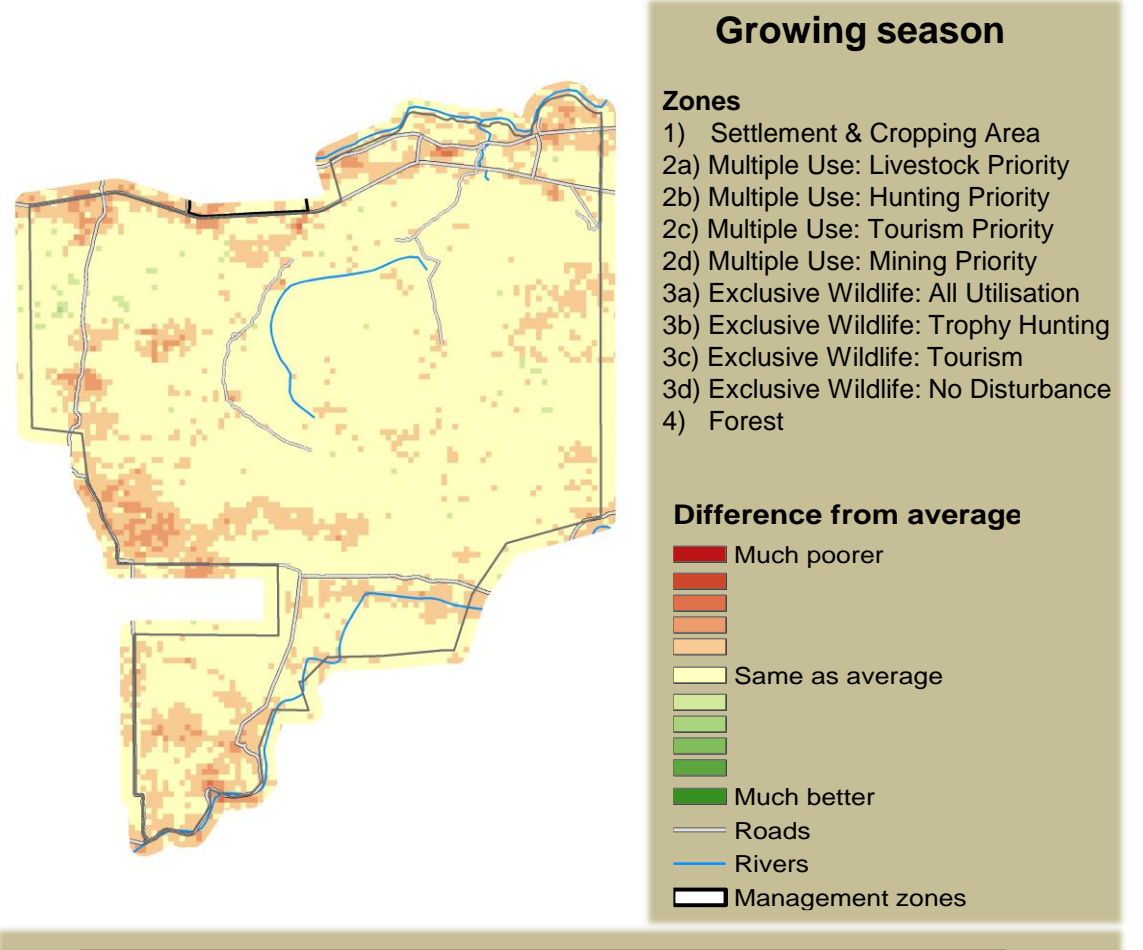 Growing season
Zones
1) Settlement & Cropping Area
2a) Multiple Use: Livestock Priority
2b) Multiple Use: Hunting Priority
2c) Multiple Use: Tourism Priority
2d) Multiple Use: Mining Priority
3a) Exclusive Wildlife: All Utilisation
3b) Exclusive Wildlife: Trophy Hunting
3c) Exclusive Wildlife: Tourism
3d) Exclusive Wildlife: No Disturbance
4) Forest
Difference from average
Much poorer
Same as average
Much better
Roads
Rivers
Management zones